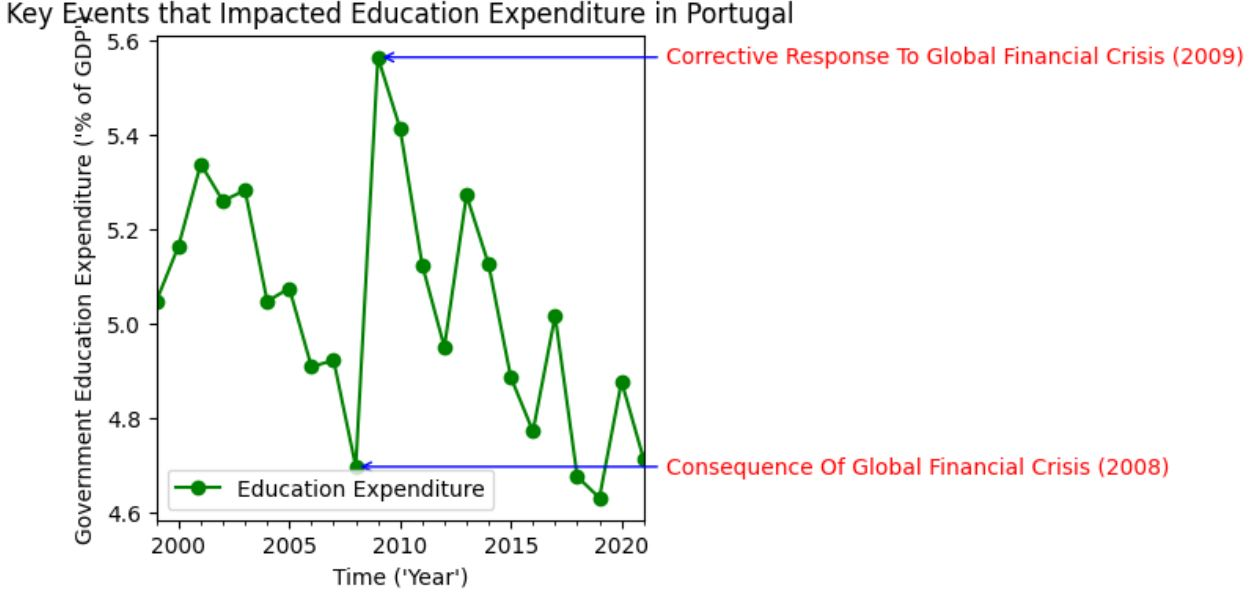 Key Events that Impacted Education Expenditure in Portugal
Government Education Expenditure ('% of GDP')
5.6
5.4
5.2
5.0
4.8
4.6
Corrective Response To Global Financial Crisis (2009)
Consequence Of Global Financial Crisis (2008)
Education Expenditure
2000 2005 2010 2015 2020
Time ('Year')